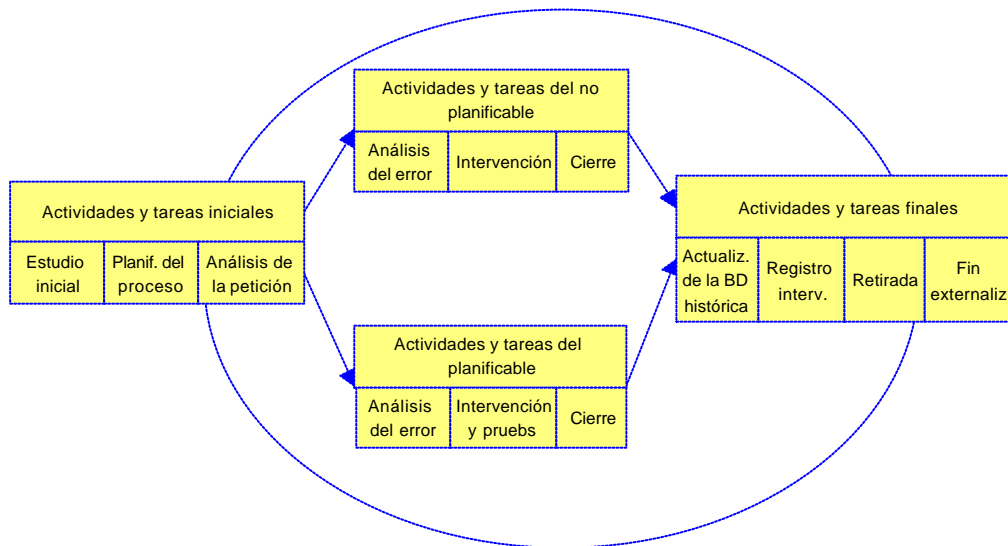 Actividades y tareas del no
planificable
Análisis
del error
Intervención
Cierre
Actividades y tareas iniciales
Estudio
inicial
Planif. del
proceso
Análisis de
la petición
Actividades y tareas del
planificable
Análisis
del error
Intervención
y pruebs
Cierre
Actividades y tareas finales
Actualiz.
de la BD
histórica
Registro
interv.
Retirada
Fin
externaliz